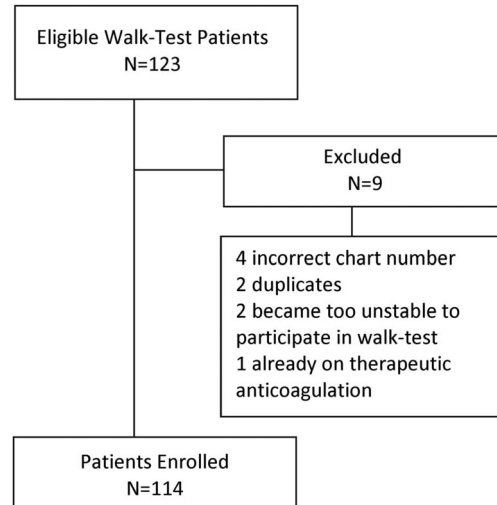 Eligible Walk-Test Patients
N=123
Excluded
N=9
4 incorrect chart number
2 duplicates
2 became too unstable to
participate in walk-test
1 already on therapeutic
anticoagulation
Patients Enrolled
N=114